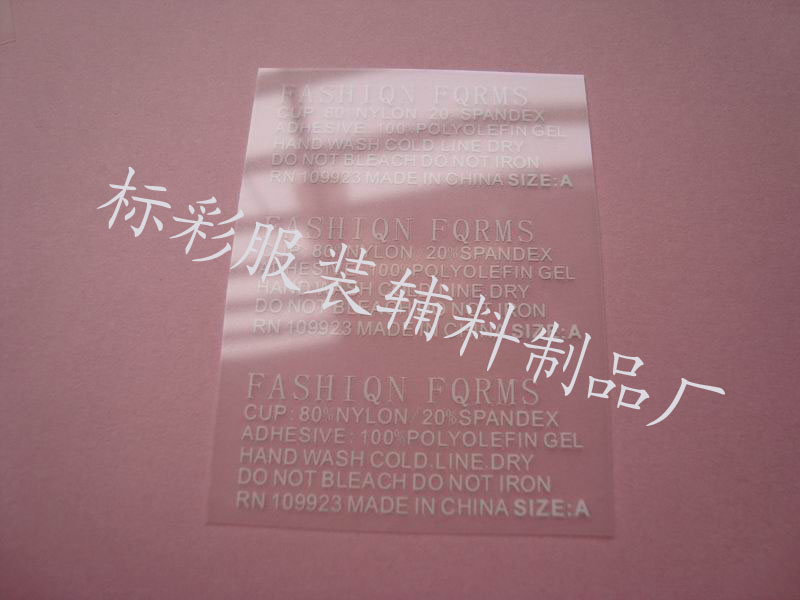 FASHIQN FQRMS
CUP: 80%NYLON/20%SPANDEX
ADHESIVE: 100%POLYOLEFIN GEL
HAND WASH COLD.LINE.DRY
DO NOT BLEACH DO NOT IRON
RN 109923 MADE IN CHINA SIZE:A
标彩服装辅料制品厂
FASHIQN FQRMS
CUP: 80%NYLON/20%SPANDEX
ADHESIVE: 100%POLYOLEFIN GEL
HAND WASH COLD.LINE.DRY
DO NOT BLEACH DO NOT IRON
RN 109923 MADE IN CHINA SIZE:A
FASHIQN FQRMS
CUP: 80%NYLON/20%SPANDEX
ADHESIVE: 100%POLYOLEFIN GEL
HAND WASH COLD.LINE.DRY
DO NOT BLEACH DO NOT IRON
RN 109923 MADE IN CHINA SIZE:A